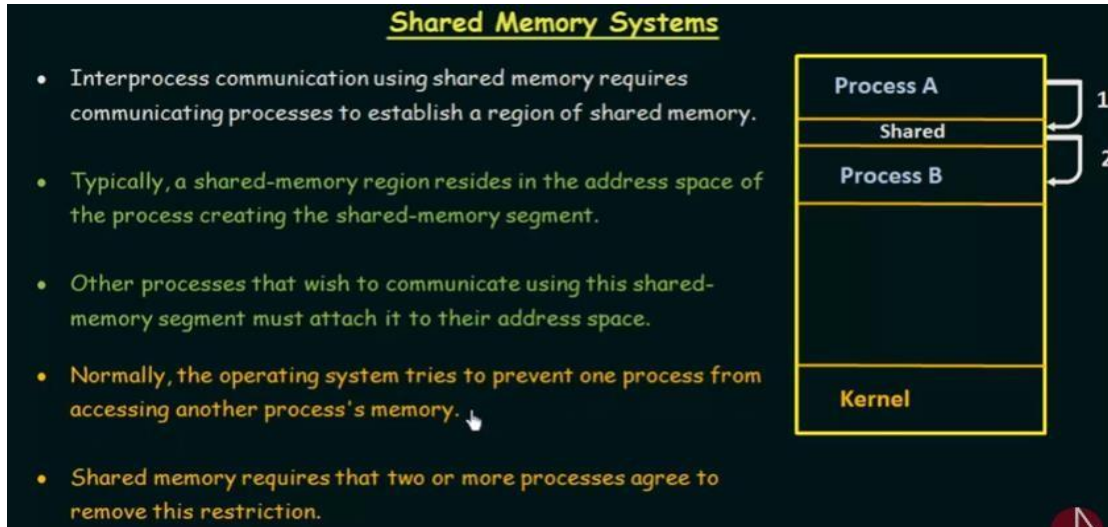 Shared Memory Systems
• Interprocess communication using shared memory requires
communicating processes to establish a region of shared memory.
• Typically, a shared-memory region resides in the address space of
the process creating the shared-memory segment.
• Other processes that wish to communicate using this shared-
memory segment must attach it to their address space.
• Normally, the operating system tries to prevent one process from
accessing another process's memory.
• Shared memory requires that two or more processes agree to
remove this restriction.
Process A
1
Shared
2
Process B
Kernel